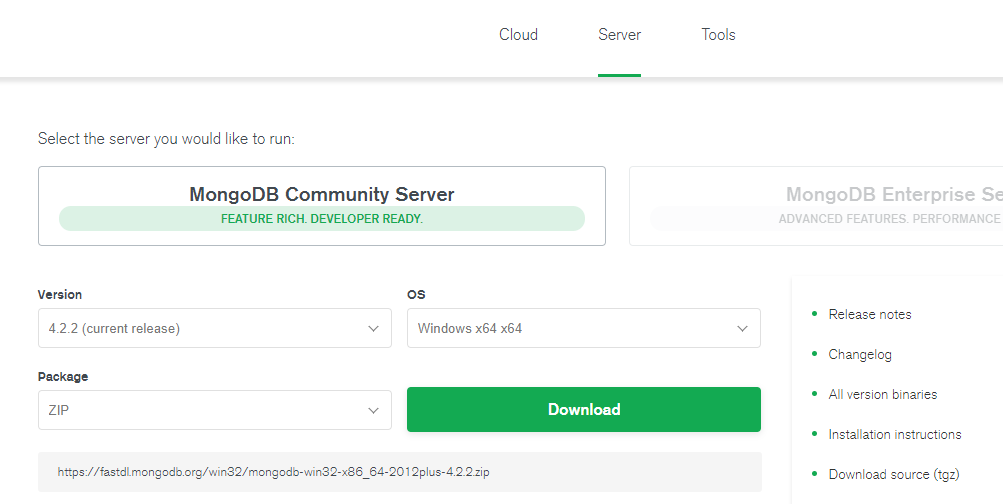 Cloud Server Tools
Select the server you would like to run:
MongoDB Community Server
FEATURE RICH. DEVELOPER READY.
MongoDB Enterprise Se
ADVANCED FEATURES. PERFORMANCE
Version
4.2.2 (current release)
OS
Windows x64 x64
Package
ZIP
Download
https://fastdl.mongodb.org/win32/mongodb-win32-x86_64-2012plus-4.2.2.zip
Release notes
Changelog
All version binaries
Installation instructions
Download source (tgz)